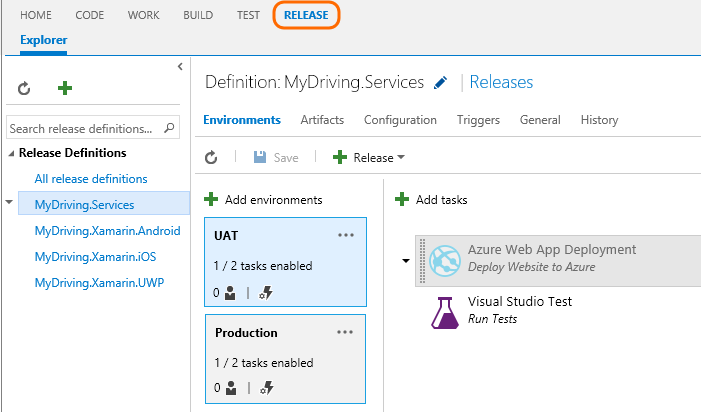 HOME CODE WORK BUILD TEST RELEASE
Explorer
Search release definitions...
Release Definitions
All release definitions
MyDriving.Services
MyDriving.Xamarin.Android
MyDriving.Xamarin.iOS
MyDriving.Xamarin.UWP
Definition: MyDriving.Services | Releases
Environments Artifacts Configuration Triggers General History
Save Release
Add environments
UAT ...
1 / 2 tasks enabled
0
Production ...
1 / 2 tasks enabled
0
Add tasks
Azure Web App Deployment
Deploy Website to Azure
Visual Studio Test
Run Tests